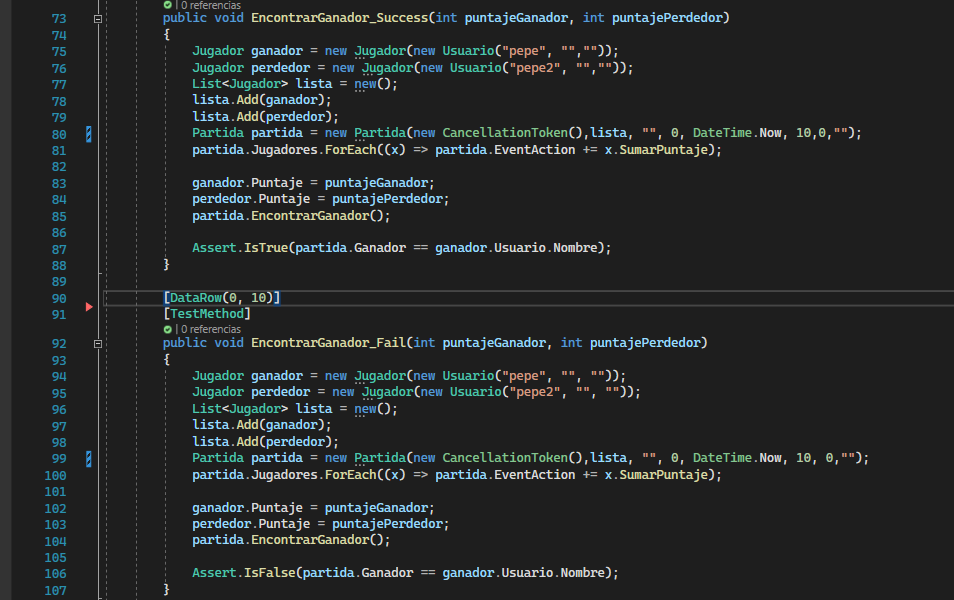 | 0 referencias
73 public void EncontrarGanador_Success(int puntajeGanador, int puntajePerdedor)
74 {
75 Jugador ganador = new Jugador(new Usuario("pepe", "",""));
76 Jugador perdedor = new Jugador(new Usuario("pepe2", "",""));
77 List<Jugador> lista = new();
78 lista.Add(ganador);
79 lista.Add(perdedor);
80 Partida partida = new Partida(new CancellationToken(),lista, "", 0, DateTime.Now, 10,0,"");
81 partida.Jugadores.ForEach((x) => partida.EventAction += x.SumarPuntaje);
82
83 ganador.Puntaje = puntajeGanador;
84 perdedor.Puntaje = puntajePerdedor;
85 partida.EncontrarGanador();
86
87 Assert.IsTrue(partida.Ganador == ganador.Usuario.Nombre);
88 }
89
90 [DataRow(0, 10)]
91 [TestMethod]
| 0 referencias
92 public void EncontrarGanador_Fail(int puntajeGanador, int puntajePerdedor)
93 {
94 Jugador ganador = new Jugador(new Usuario("pepe", "", ""));
95 Jugador perdedor = new Jugador(new Usuario("pepe2", "", ""));
96 List<Jugador> lista = new();
97 lista.Add(ganador);
98 lista.Add(perdedor);
99 Partida partida = new Partida(new CancellationToken(),lista, "", 0, DateTime.Now, 10, 0,"");
100 partida.Jugadores.ForEach((x) => partida.EventAction += x.SumarPuntaje);
101
102 ganador.Puntaje = puntajeGanador;
103 perdedor.Puntaje = puntajePerdedor;
104 partida.EncontrarGanador();
105
106 Assert.IsFalse(partida.Ganador == ganador.Usuario.Nombre);
107 }